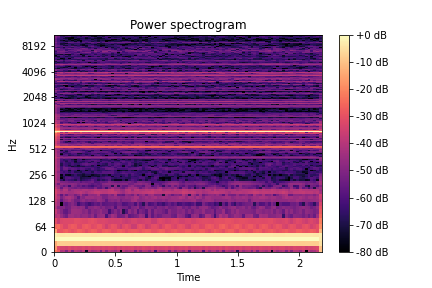 Power spectrogram
8192
4096
2048
1024
512
256
128
64
0
Hz
0
0.5
1
1.5
2
Time
+0 dB
-10 dB
-20 dB
-30 dB
-40 dB
-50 dB
-60 dB
-70 dB
-80 dB